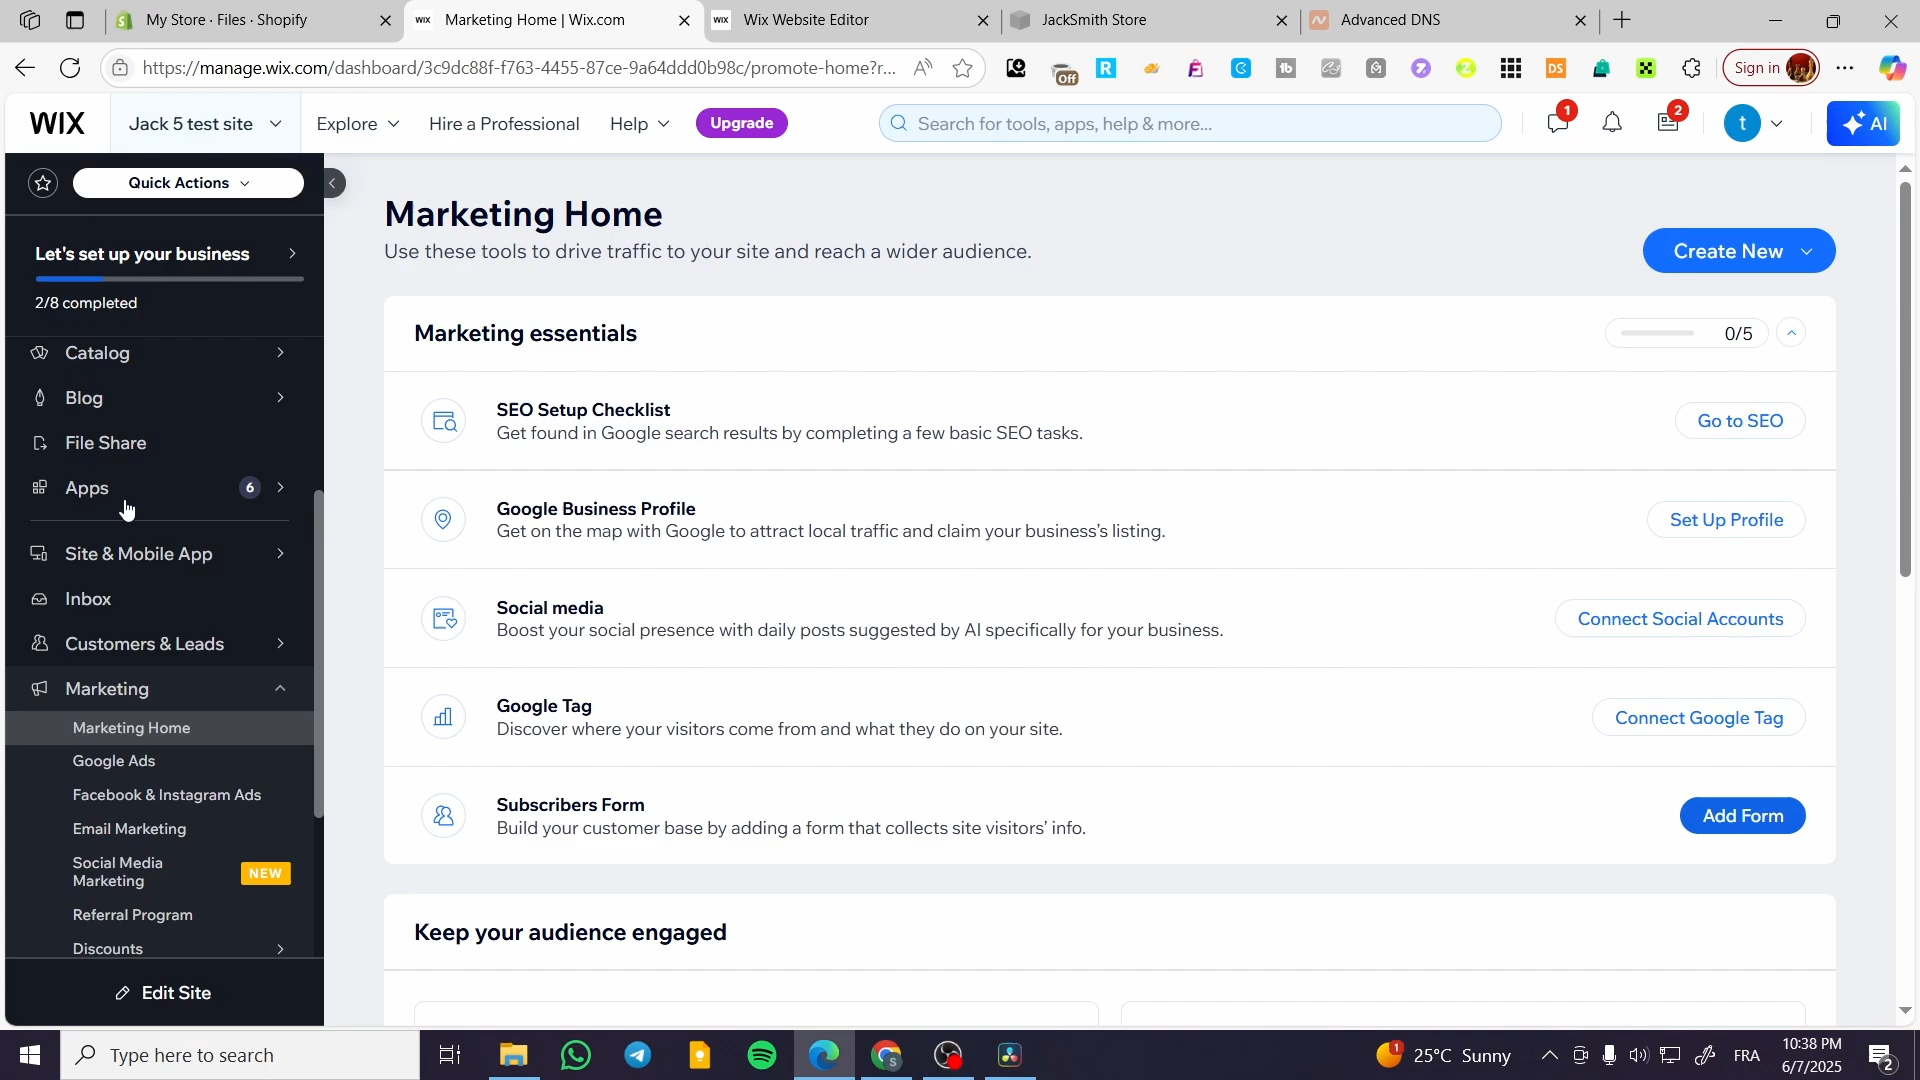 My Store · Files · Shopify
Marketing Home | Wix.com
Wix Website Editor
JackSmith Store
Advanced DNS
https://manage.wix.com/dashboard/3c9dc88f-f763-4455-87ce-9a64ddd0b98c/promote-home?r...
Off
Sign in
WIX
Jack 5 test site
Explore
Hire a Professional
Help
Upgrade
Search for tools, apps, help & more...
1
2
t
AI
Quick Actions
Let's set up your business
2/8 completed
Catalog
Blog
File Share
Apps
6
Site & Mobile App
Inbox
Customers & Leads
Marketing
Marketing Home
Google Ads
Facebook & Instagram Ads
Email Marketing
Social Media
Marketing
NEW
Referral Program
Discounts
Edit Site
Marketing Home
Use these tools to drive traffic to your site and reach a wider audience.
Create New
Marketing essentials
0/5
SEO Setup Checklist
Get found in Google search results by completing a few basic SEO tasks.
Go to SEO
Google Business Profile
Get on the map with Google to attract local traffic and claim your business's listing.
Set Up Profile
Social media
Boost your social presence with daily posts suggested by AI specifically for your business.
Connect Social Accounts
Google Tag
Discover where your visitors come from and what they do on your site.
Connect Google Tag
Subscribers Form
Build your customer base by adding a form that collects site visitors' info.
Add Form
Keep your audience engaged
Type here to search
1
25°C Sunny
FRA
10:38 PM
6/7/2025
2